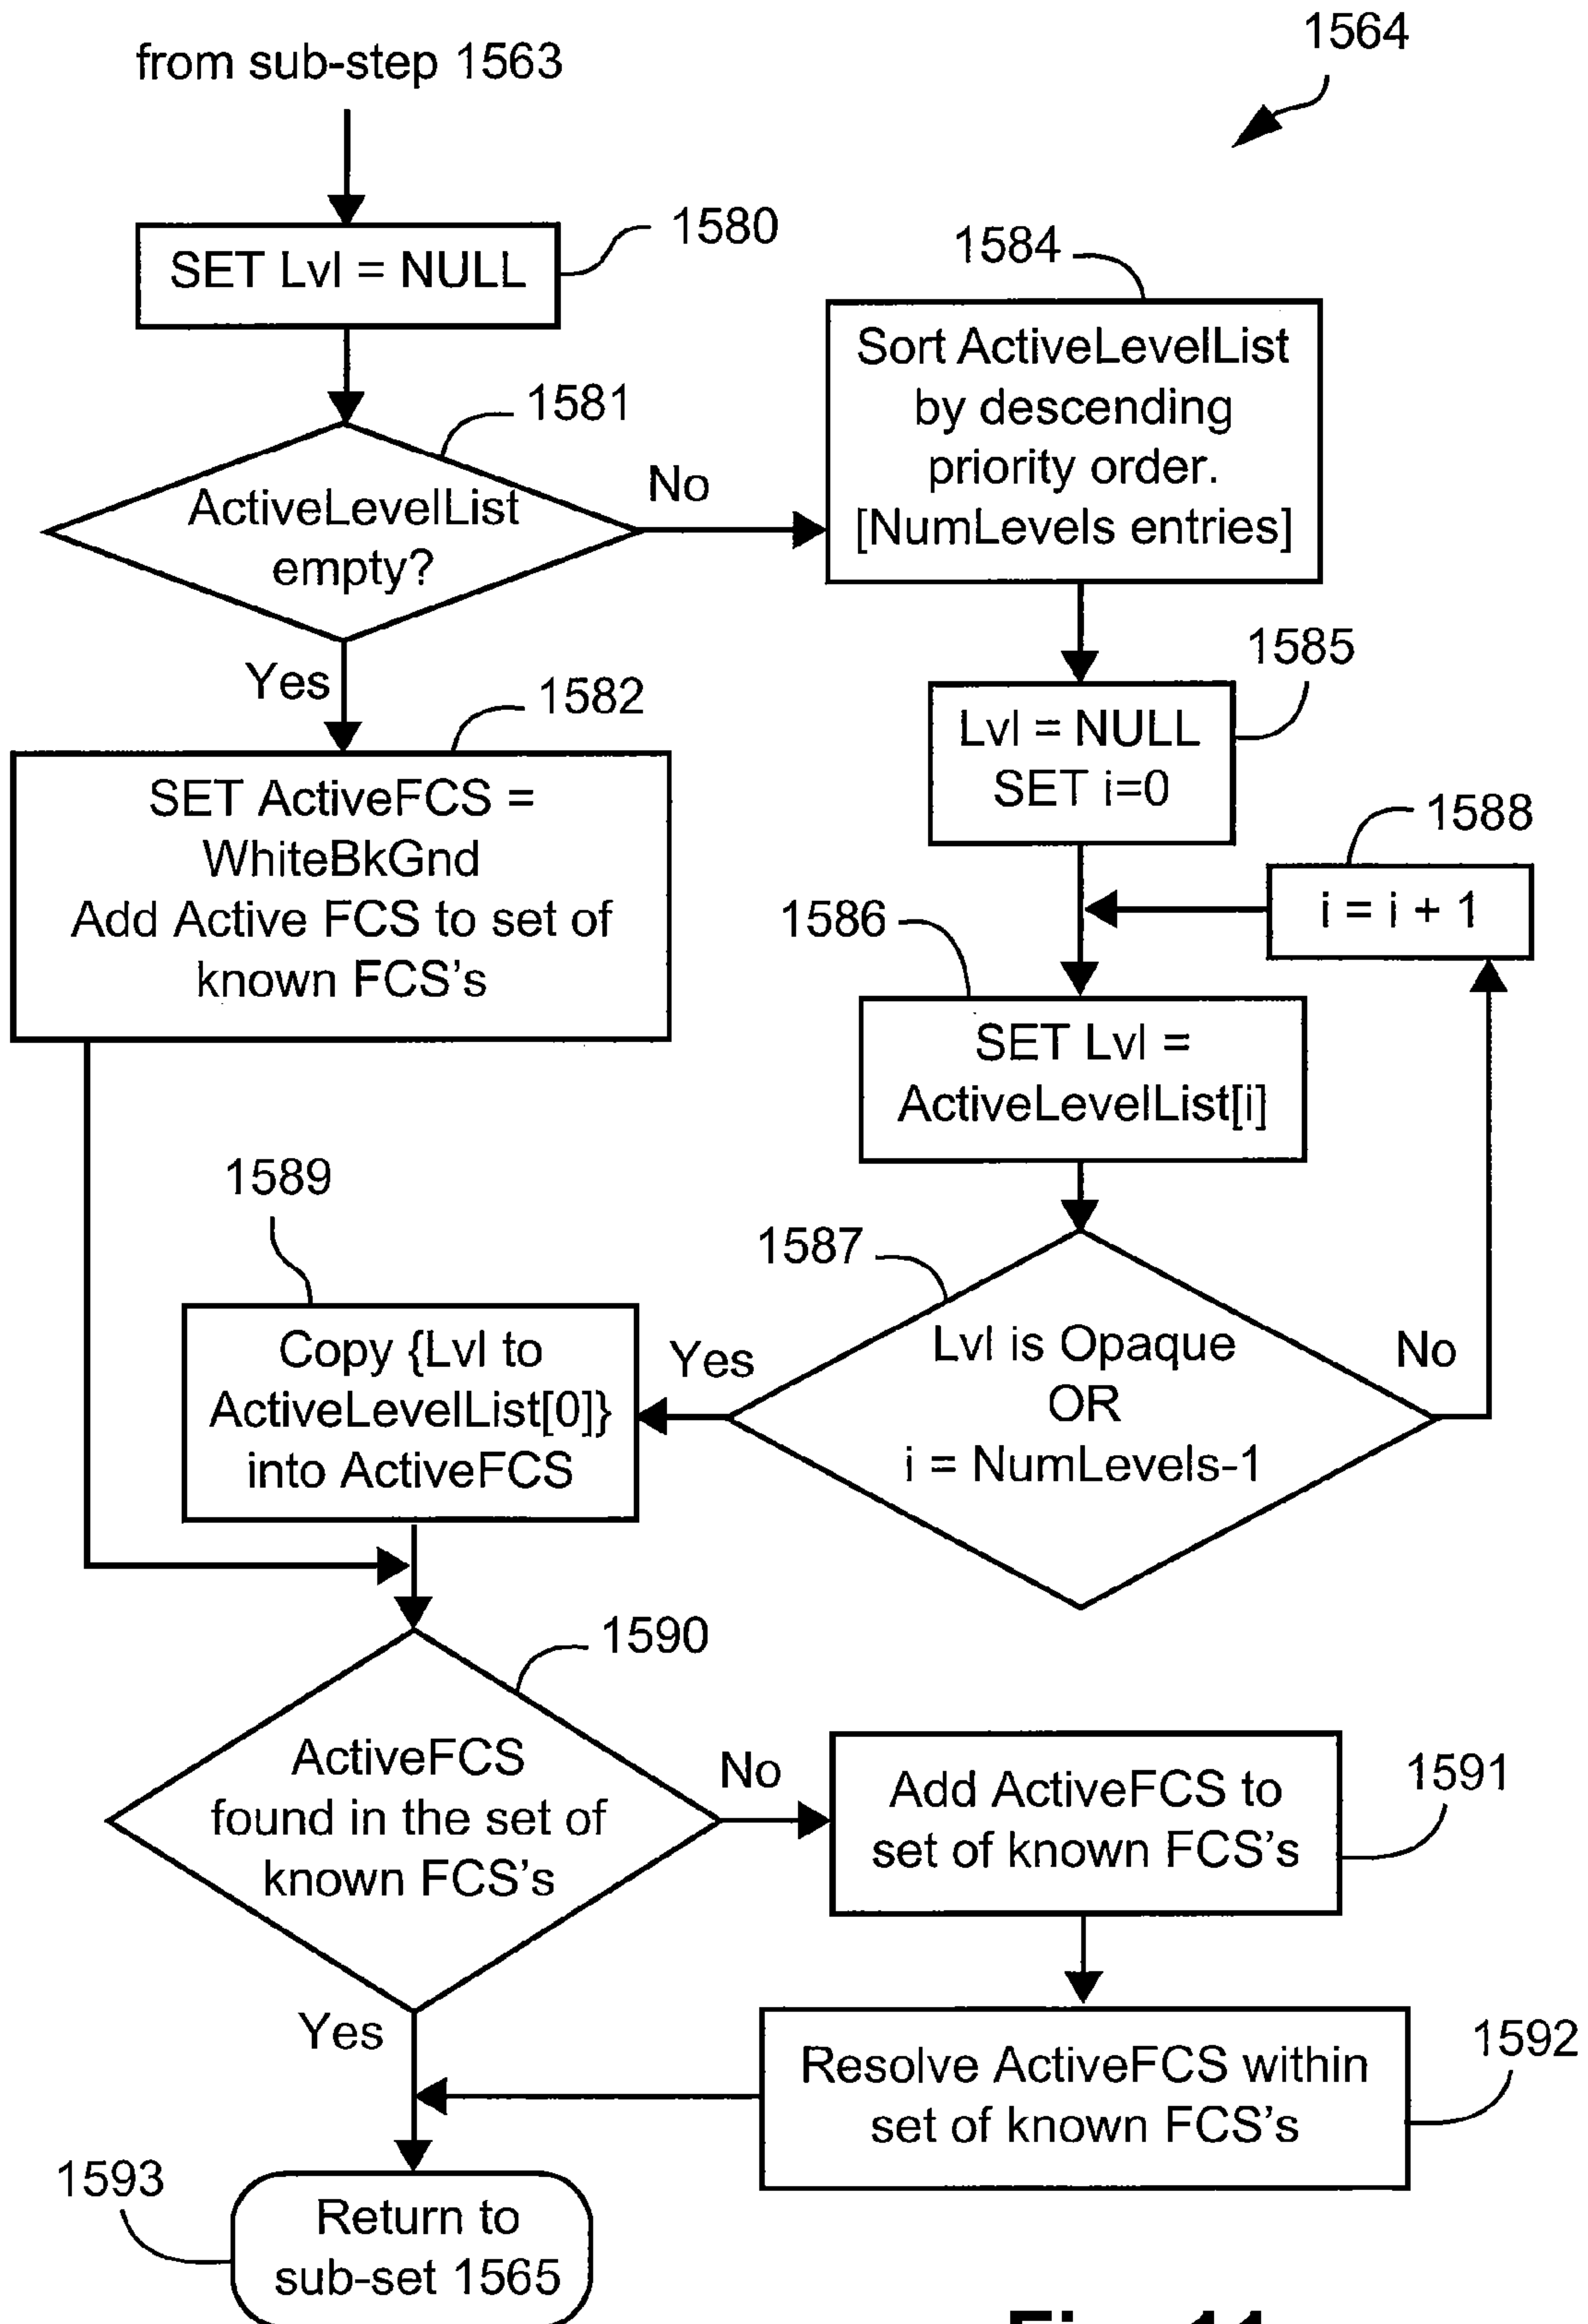 1564
from sub-step 1563
1580
SET Lvl = NULL
1584
Sort ActiveLevelList
by descending
priority order.
[NumLevels entries]
1581
ActiveLevelList
empty?
No
Yes
1585
Lvl = NULL
SET i=0
1582
SET ActiveFCS =
WhiteBkGnd
Add Active FCS to set of
known FCS's
1588
i = i + 1
1586
SET Lvl =
ActiveLevelList[i]
1589
Copy {Lvl to
ActiveLevelList[0]}
into ActiveFCS
1587
Lvl is Opaque
OR
i = NumLevels-1
Yes
No
1590
ActiveFCS
found in the set of
known FCS's
No
Yes
1591
Add ActiveFCS to
set of known FCS's
1592
Resolve ActiveFCS within
set of known FCS's
1593
Return to
sub-set 1565